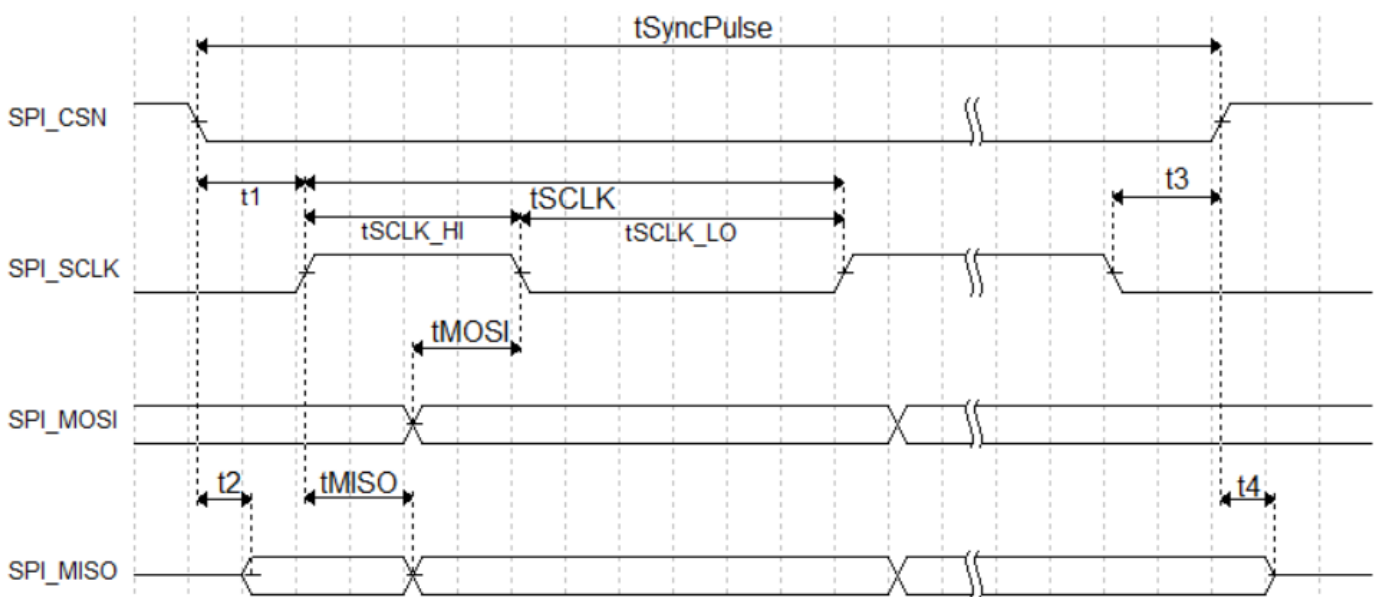 tSyncPulse
SPI_CSN
t1
t3
tSCLK
tSCLK_HI
tSCLK_LO
SPI_SCLK
tMOSI
SPI_MOSI
t2
tMISO
t4
SPI_MISO